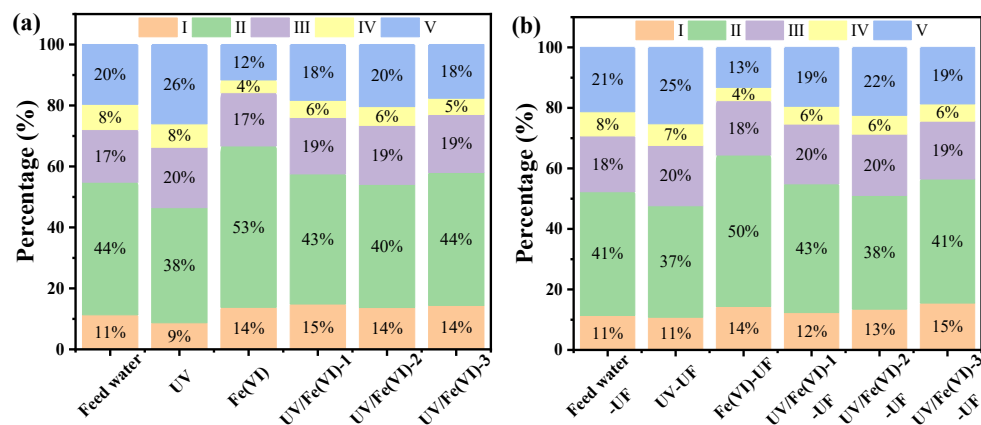 (a)
I II III IV V
Percentage (%)
100
80
60
40
20
0
20% 26% 12% 18% 20% 18%
8% 8% 4% 6% 6% 5%
17% 20% 17% 19% 19% 19%
44% 38% 53% 43% 40% 44%
11% 9% 14% 15% 14% 14%
Feed water
UV
Fe(VI)
UV/Fe(VI)-1
UV/Fe(VI)-2
UV/Fe(VI)-3
(b)
I II III IV V
Percentage (%)
100
80
60
40
20
0
21% 25% 13% 19% 22% 19%
8% 7% 4% 6% 6% 6%
18% 20% 18% 20% 20% 19%
41% 37% 50% 43% 38% 41%
11% 11% 14% 12% 13% 15%
Feed water
-UF
UV-UF
Fe(VI)-UF
UV/Fe(VI)-1
-UF
UV/Fe(VI)-2
-UF
UV/Fe(VI)-3
-UF